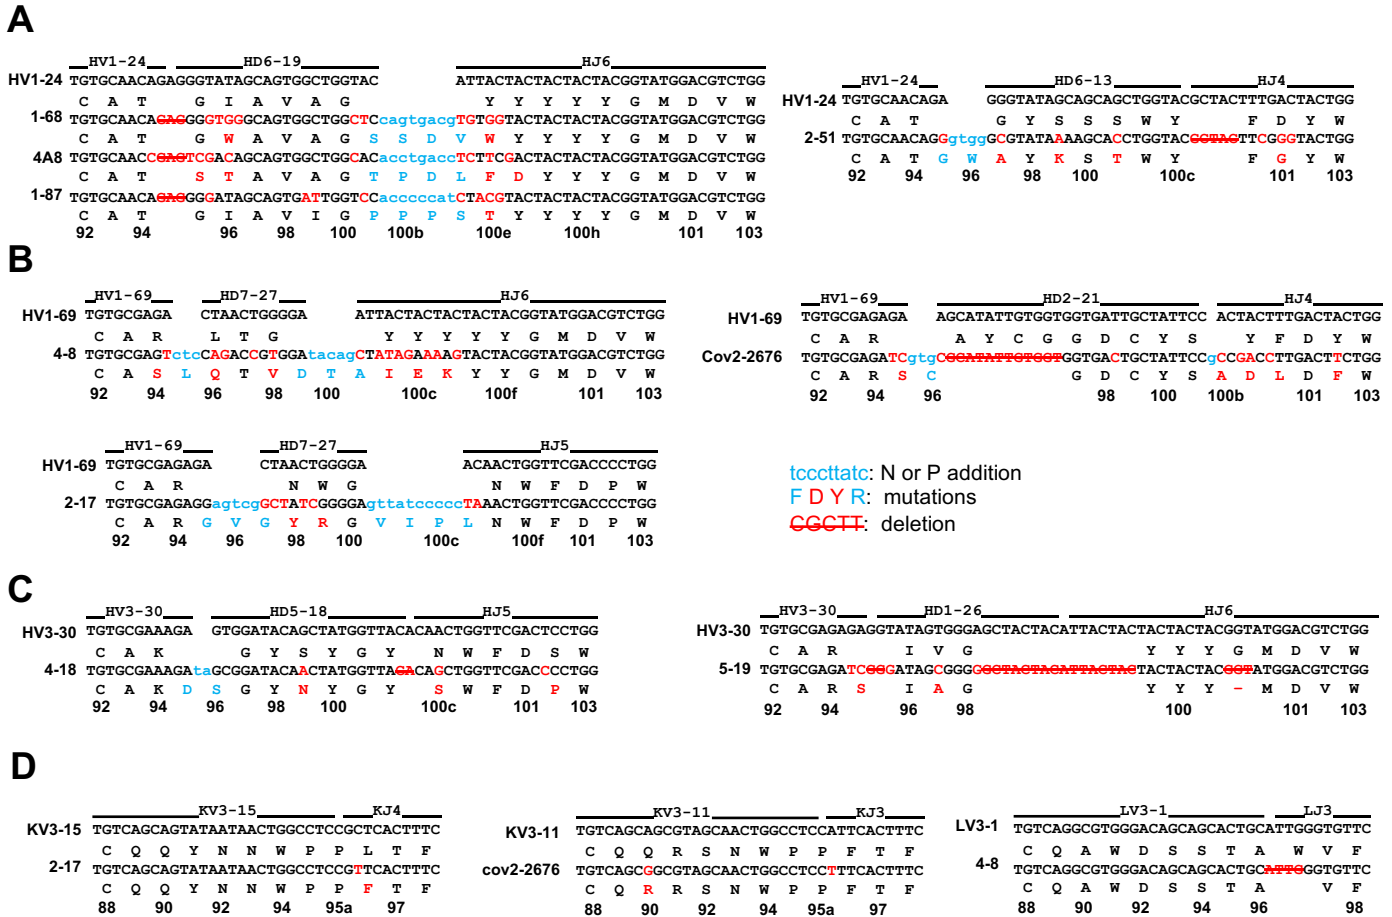 A
HV1-24 HD6-19 HJ6
HV1-24 TGTGCAACAGAGGGTATAGCAGTGGCTGGTAC ATTACTACTACTACTACGGTATGGACGTCTGG
C A T G I A V A G Y Y Y Y Y G M D V W
1-68 TGTGCAACAGAGGGGTGGGCAGTGGCTGGCTCcagtgacgTGTGGTACTACTACTACGGTATGGACGTCTGG
C A T G W A V A G S S D V W Y Y Y Y G M D V W
4A8 TGTGCAACCGAGTCGACAGCAGTGGCTGGCACacctgacctTCTTCGACTACTACTACGGTATGGACGTCTGG
C A T S T A V A G T P D L F D Y Y Y G M D V W
1-87 TGTGCAACAGAGGGGATAGCAGTGATTGGTCCacccccatCTACGTACTACTACTACGGTATGGACGTCTGG
C A T G I A V I G P P P S T Y Y Y Y G M D V W
92 94 96 98 100 100b 100e 100h 101 103
HV1-24 HD6-13 HJ4
HV1-24 TGTGCAACAGA GGGTATAGCAGCAGCTGGTACGCTACTTTGACTACTGG
C A T G Y S S S W Y F D Y W
2-51 TGTGCAACAGGgtggGCGTATAAAAGCACCTGGTACGGTAGTTCGGGTACTGG
C A T G W A Y K S T W Y F G Y W
92 94 96 98 100 100c 101 103
B
HV1-69 HD7-27 HJ6
HV1-69 TGTGCGAGA CTAACTGGGGA ATTACTACTACTACTACGGTATGGACGTCTGG
C A R L T G Y Y Y Y Y G M D V W
4-8 TGTGCGAGTctcCAGACCGTGGAtacagCTATAGAAAAGTACTACGGTATGGACGTCTGG
C A S L Q T V D T A I E K Y Y G M D V W
92 94 96 98 100 100c 100f 101 103
HV1-69 HD2-21 HJ4
HV1-69 TGTGCGAGAGA AGCATATTGTGGTGGTGATTGCTATTCC ACTACTTTGACTACTGG
C A R A Y C G G D C Y S Y F D Y W
Cov2-2676 TGTGCGAGATCgtgCGCATATTGTGGTGGTGACTGCTATTCCgCCGACCTTGACTTCTGG
C A R S C G D C Y S A D L D F W
92 94 96 98 100 100b 101 103
HV1-69 HD7-27 HJ5
HV1-69 TGTGCGAGAGA CTAACTGGGGA ACAACTGGTTCGACCCCTGG
C A R N W G N W F D P W
2-17 TGTGCGAGAGGagtcgGCTATCGGGGAgttatcccccTAAACTGGTTCGACCCCTGG
C A R G V G Y R G V I P L N W F D P W
92 94 96 98 100 100c 100f 101 103
tcccttatc: N or P addition
F D Y R: mutations
CGCTT: deletion
C
HV3-30 HD5-18 HJ5
HV3-30 TGTGCGAAAGA GTGGATACAGCTATGGTTACACAACTGGTTCGACTCCTGG
C A K G Y S Y G Y N W F D S W
4-18 TGTGCGAAAGAtaGCGGATACAACTATGGTTAGACAGCTGGTTCGACCCCTGG
C A K D S G Y N Y G Y S W F D P W
92 94 96 98 100 100c 101 103
HV3-30 HD1-26 HJ6
HV3-30 TGTGCGAGAGAGGTATAGTGGGAGCTACTACATTACTACTACTACTACGGTATGGACGTCTGG
C A R I V G Y Y Y G M D V W
5-19 TGTGCGAGATCGGGATAGCGGGGGCTACTACATTACTACTACTACTACGGTATGGACGTCTGG
C A R S I A G Y Y Y - M D V W
92 94 96 98 100 101 103
D
KV3-15 KJ4
KV3-15 TGTCAGCAGTATAATAACTGGCCTCCGCTCACTTTC
C Q Q Y N N W P P L T F
2-17 TGTCAGCAGTATAATAACTGGCCTCCGTTCACTTTC
C Q Q Y N N W P P F T F
88 90 92 94 95a 97
KV3-11 KJ3
KV3-11 TGTCAGCAGCGTAGCAACTGGCCTCCATTCACTTTC
C Q Q R S N W P P F T F
cov2-2676 TGTCAGCGGCGTAGCAACTGGCCTCCTTTCACTTTC
C Q R R S N W P P F T F
88 90 92 94 95a 97
LV3-1 LJ3
LV3-1 TGTCAGGCGTGGGACAGCAGCACTGCATTGGGTGTTC
C Q A W D S S T A W V F
4-8 TGTCAGGCGTGGGACAGCAGCACTGCATTGGGTGTTC
C Q A W D S S T A V F
88 90 92 94 96 98